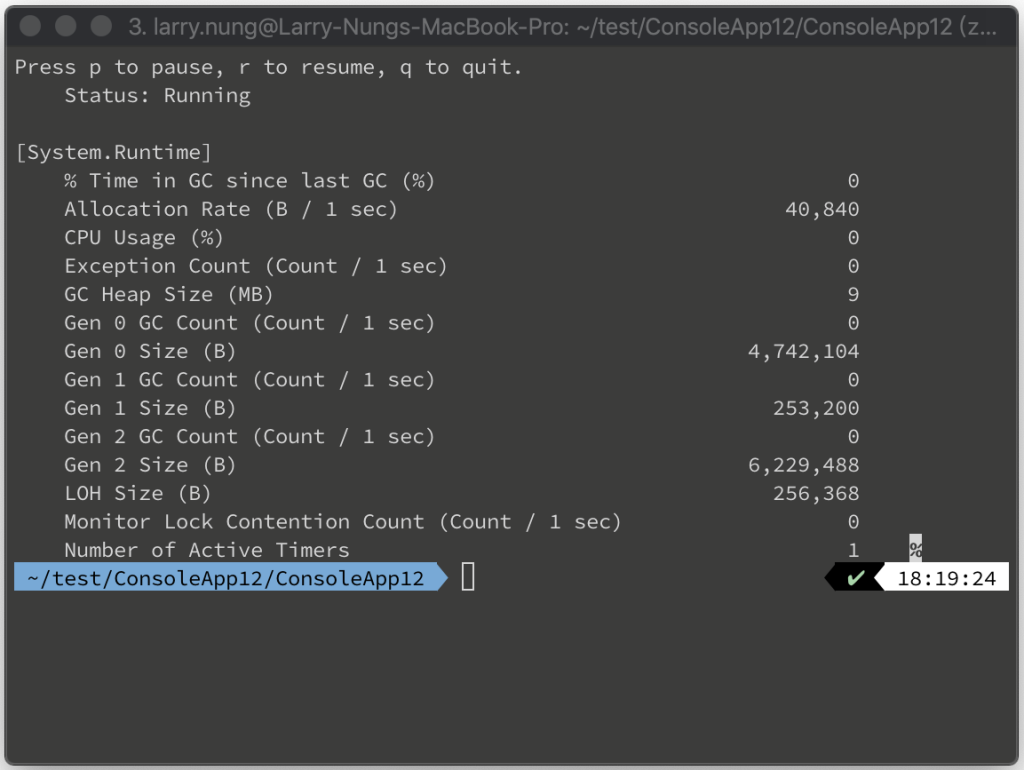 3. larry.nung@Larry-Nungs-MacBook-Pro: ~/test/ConsoleApp12/ConsoleApp12 (z...
Press p to pause, r to resume, q to quit.
Status: Running
[System.Runtime]
% Time in GC since last GC (%) 0
Allocation Rate (B / 1 sec) 40,840
CPU Usage (%) 0
Exception Count (Count / 1 sec) 0
GC Heap Size (MB) 9
Gen 0 GC Count (Count / 1 sec) 0
Gen 0 Size (B) 4,742,104
Gen 1 GC Count (Count / 1 sec) 0
Gen 1 Size (B) 253,200
Gen 2 GC Count (Count / 1 sec) 0
Gen 2 Size (B) 6,229,488
LOH Size (B) 256,368
Monitor Lock Contention Count (Count / 1 sec) 0
Number of Active Timers 1 %
~/test/ConsoleApp12/ConsoleApp12 ✔ 18:19:24